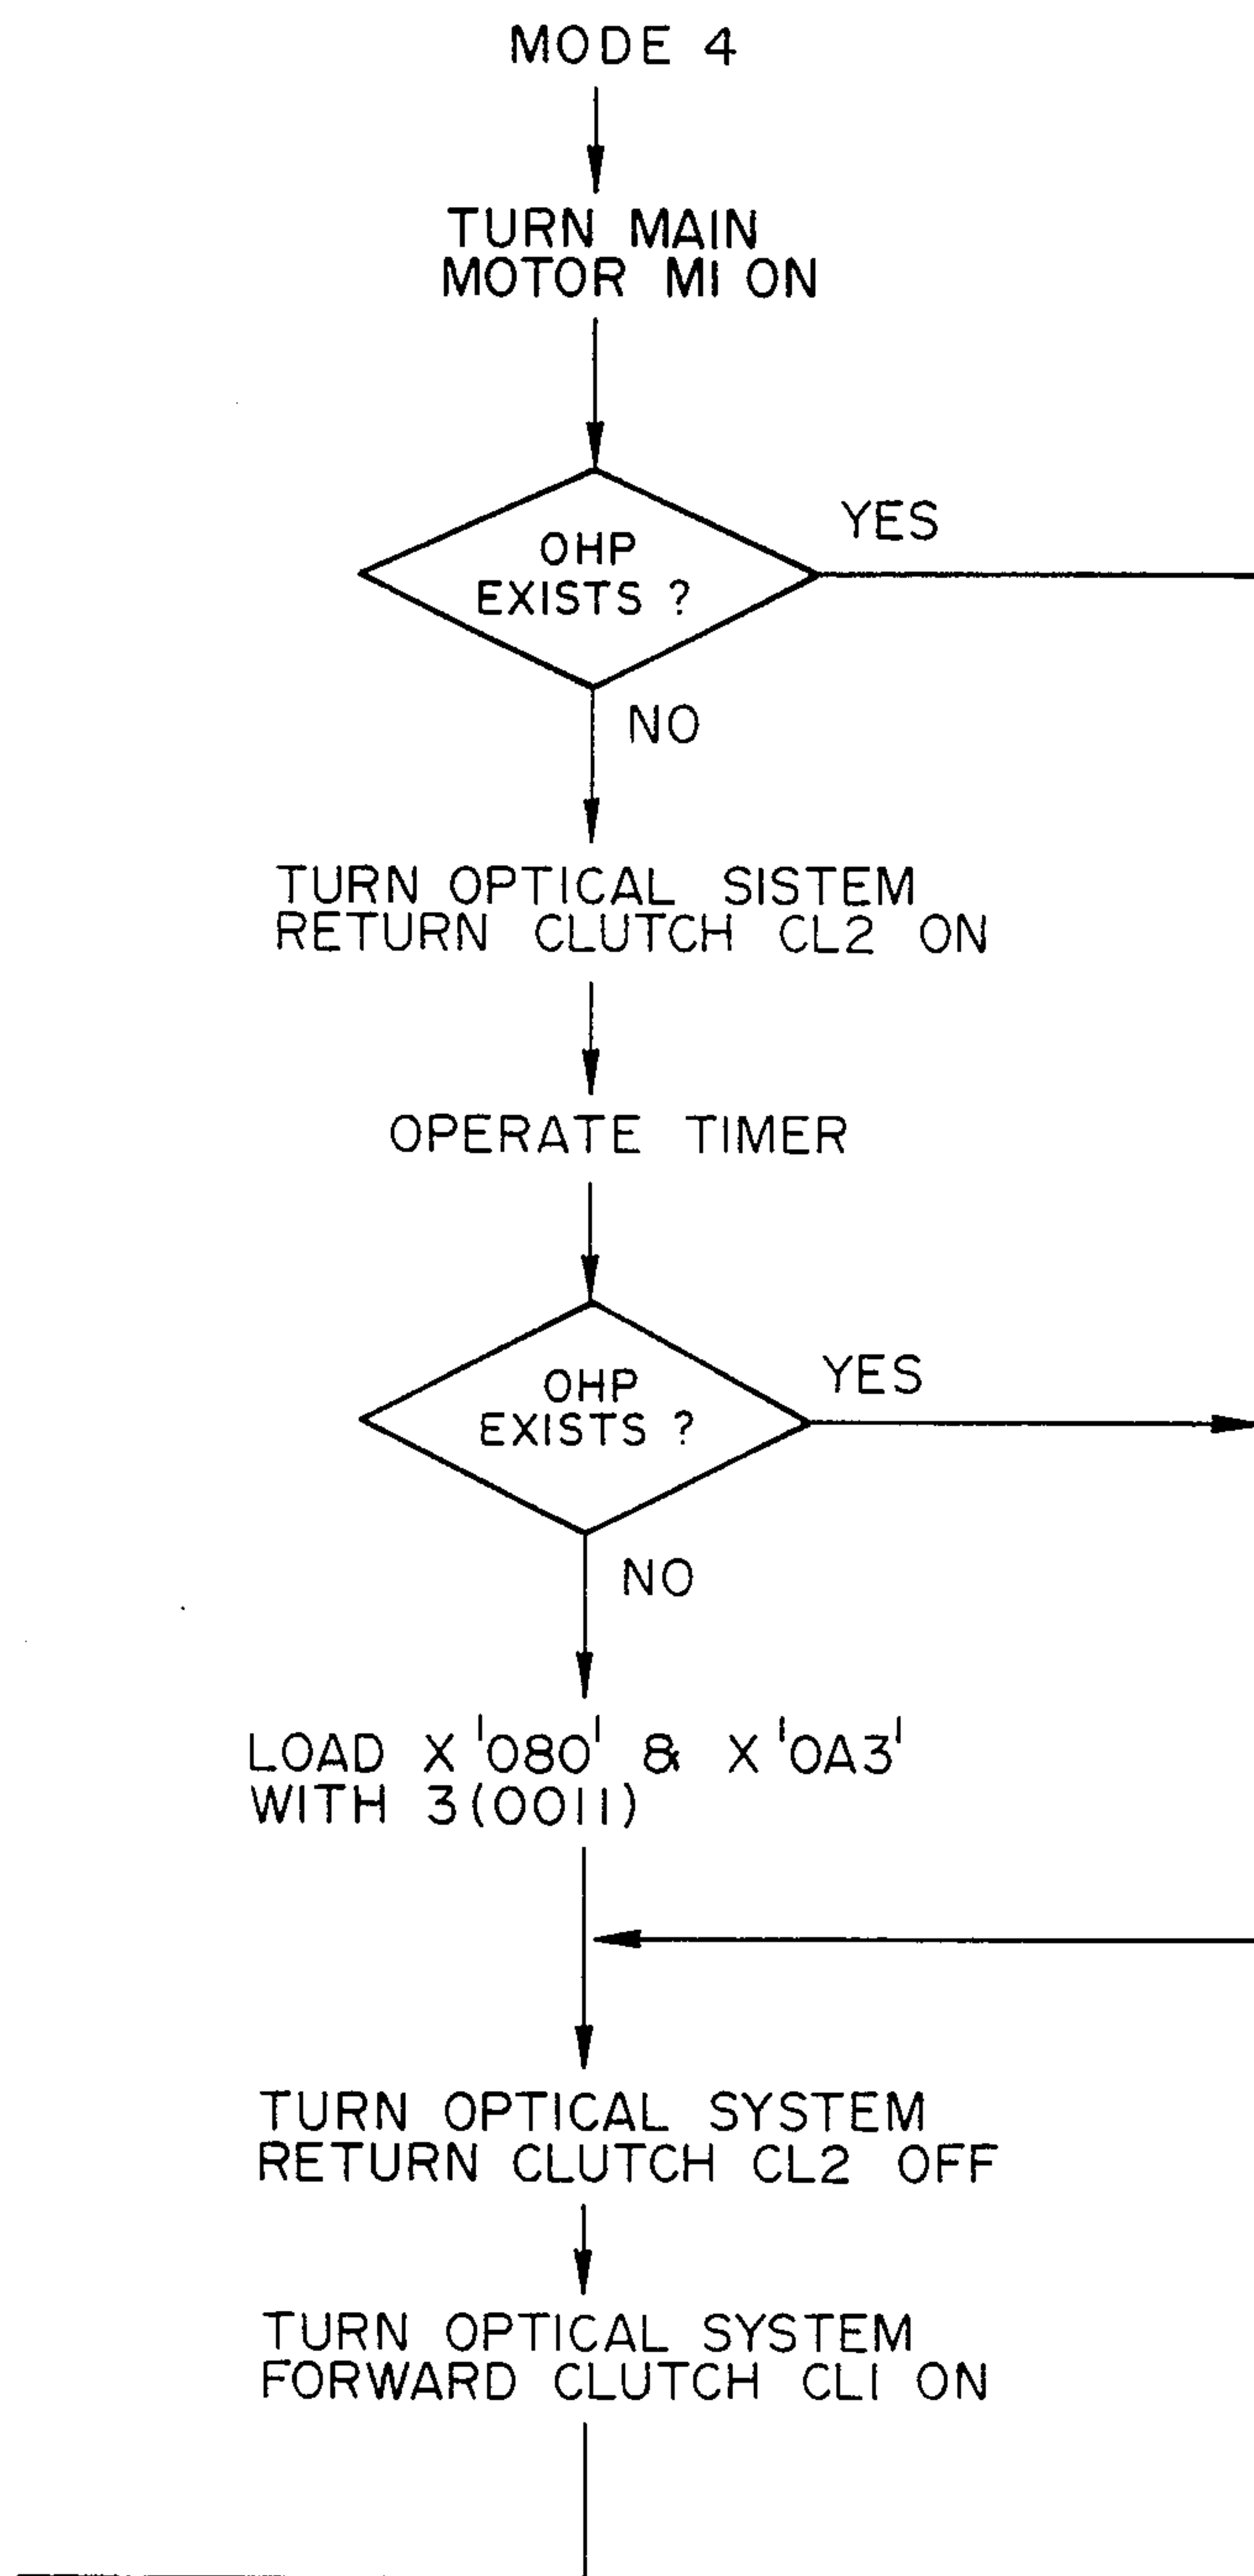 MODE 4
TURN MAIN
MOTOR M1 ON
OHP
EXISTS ?
YES
NO
TURN OPTICAL SISTEM
RETURN CLUTCH CL2 ON
OPERATE TIMER
OHP
EXISTS ?
YES
NO
LOAD X'080' & X'0A3'
WITH 3(0011)
TURN OPTICAL SYSTEM
RETURN CLUTCH CL2 OFF
TURN OPTICAL SYSTEM
FORWARD CLUTCH CL1 ON